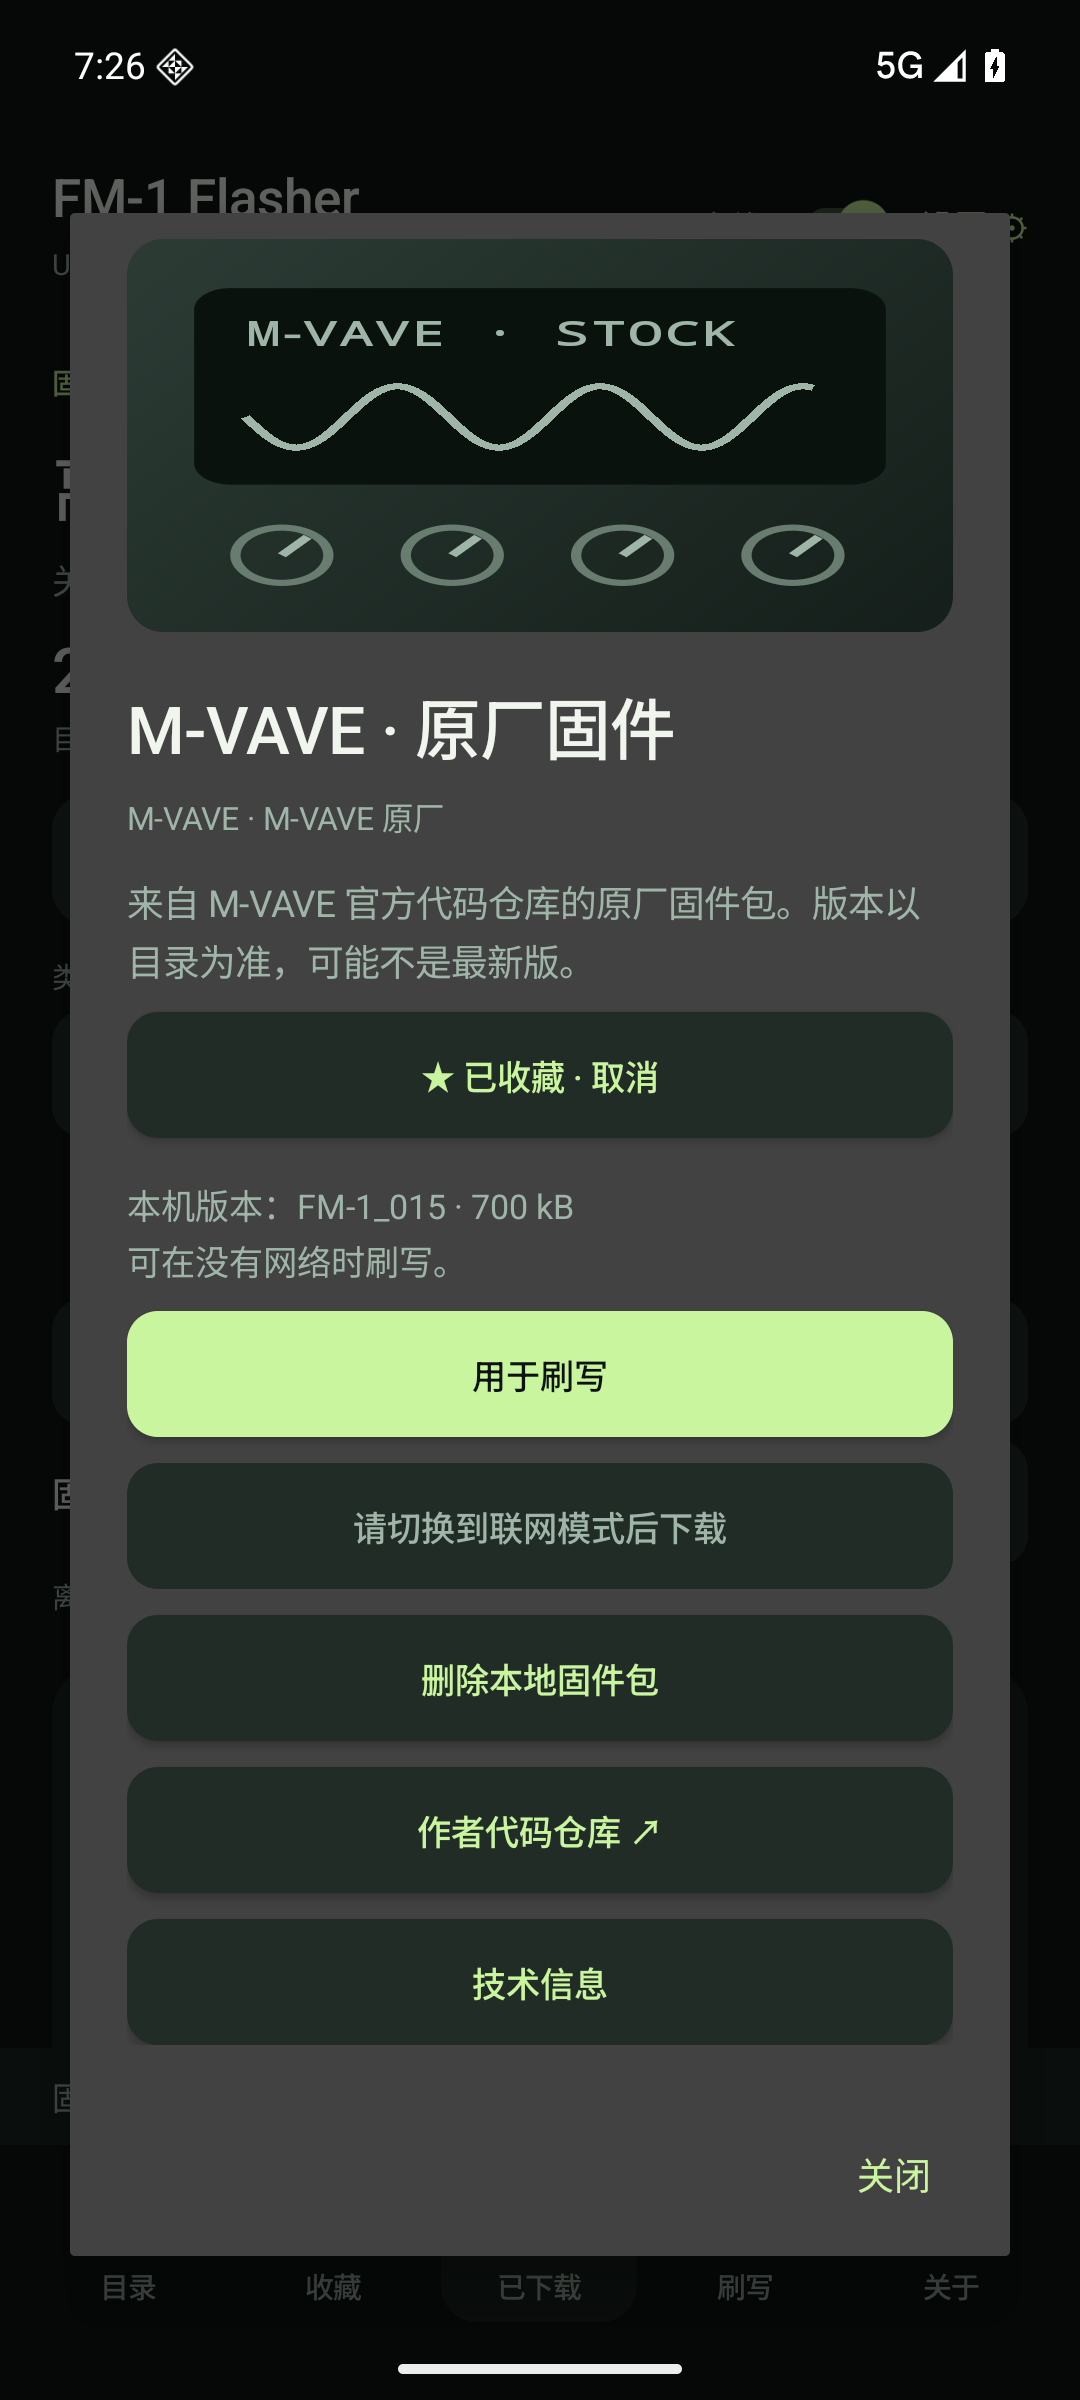 7:26
5G
FM-1 Flasher
M-VAVE · STOCK
M-VAVE · 原厂固件
M-VAVE · M-VAVE 原厂
来自 M-VAVE 官方代码仓库的原厂固件包。版本以
目录为准，可能不是最新版。
★ 已收藏 · 取消
本机版本：FM-1_015 · 700 kB
可在没有网络时刷写。
用于刷写
请切换到联网模式后下载
删除本地固件包
作者代码仓库 ↗
技术信息
关闭
目录
收藏
已下载
刷写
关于